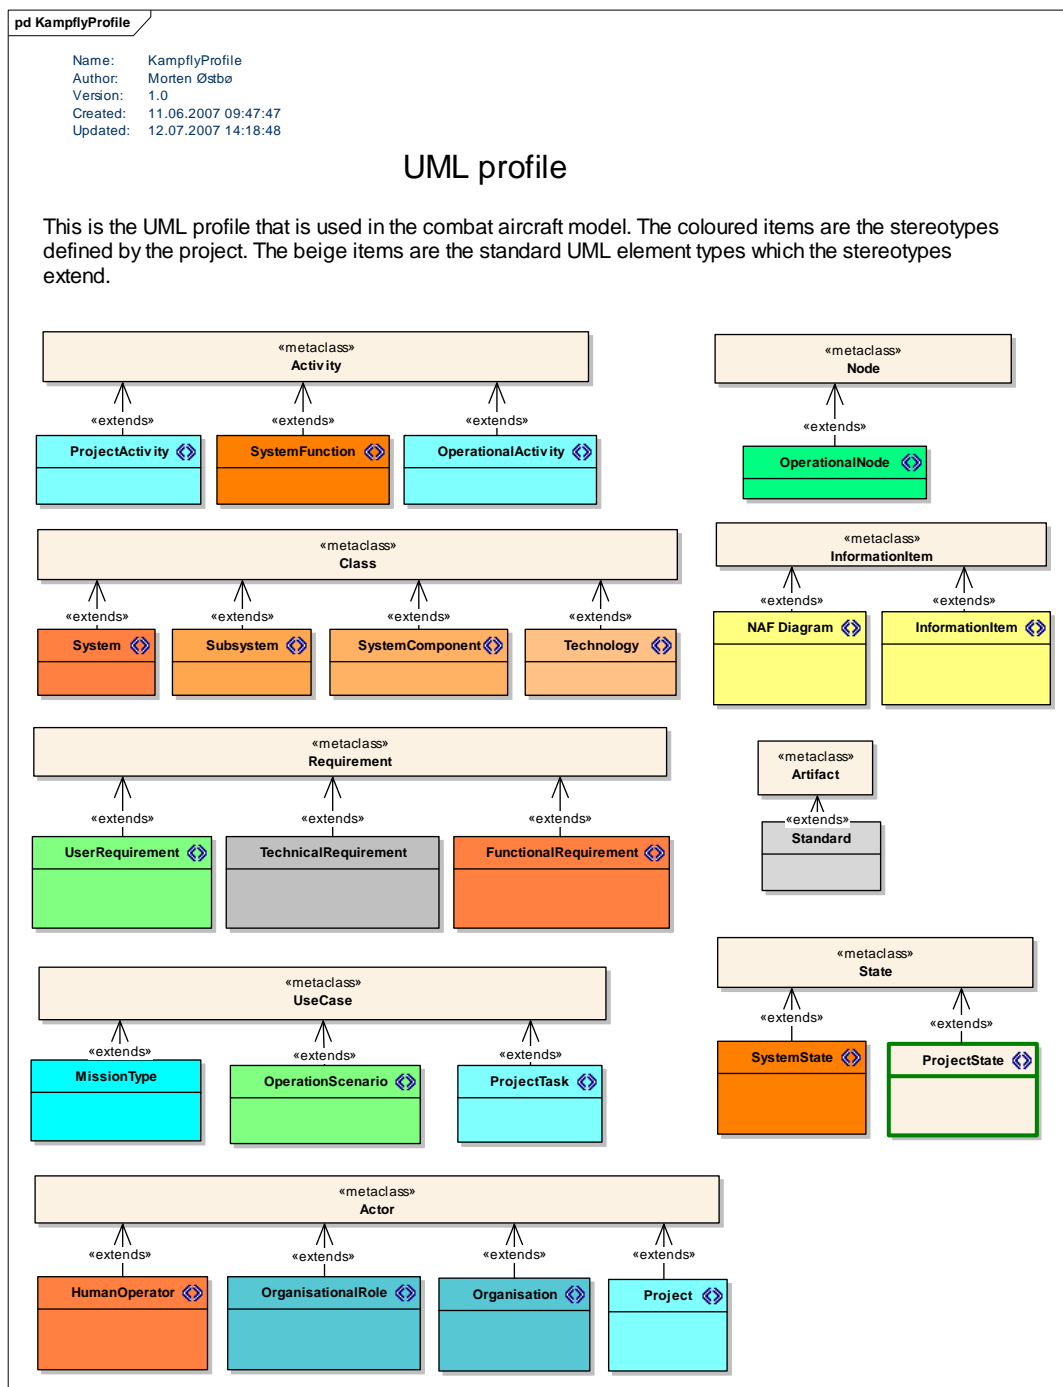 pd KampflyProfile
Name: KampflyProfile
Author: Morten Østbø
Version: 1.0
Created: 11.06.2007 09:47:47
Updated: 12.07.2007 14:18:48
UML profile
This is the UML profile that is used in the combat aircraft model. The coloured items are the stereotypes
defined by the project. The beige items are the standard UML element types which the stereotypes
extend.
«metaclass»
Activity
«extends» «extends» «extends»
ProjectActivity SystemFunction OperationalActivity
«metaclass»
Node
«extends»
OperationalNode
«metaclass»
Class
«extends» «extends» «extends» «extends»
System Subsystem SystemComponent Technology
«metaclass»
InformationItem
«extends» «extends»
NAF Diagram InformationItem
«metaclass»
Requirement
«extends» «extends» «extends»
UserRequirement TechnicalRequirement FunctionalRequirement
«metaclass»
Artifact
«extends»
Standard
«metaclass»
UseCase
«extends» «extends» «extends»
MissionType OperationScenario ProjectTask
«metaclass»
State
«extends» «extends»
SystemState ProjectState
«metaclass»
Actor
«extends» «extends» «extends» «extends»
HumanOperator OrganisationalRole Organisation Project